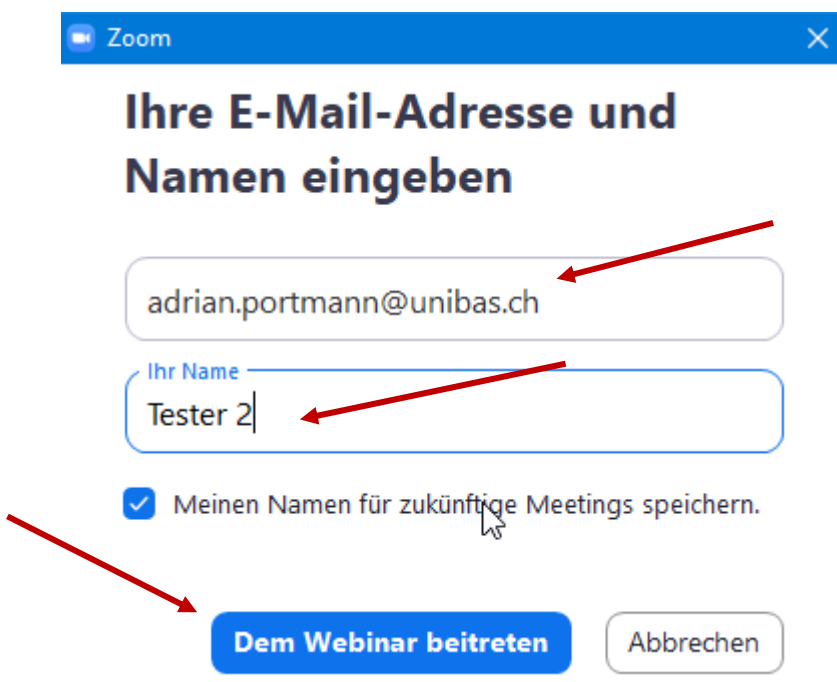 Zoom
Ihre E-Mail-Adresse und
Namen eingeben
adrian.portmann@unibas.ch
Ihr Name
Tester 2
Meinen Namen für zukünftige Meetings speichern.
Dem Webinar beitreten Abbrechen